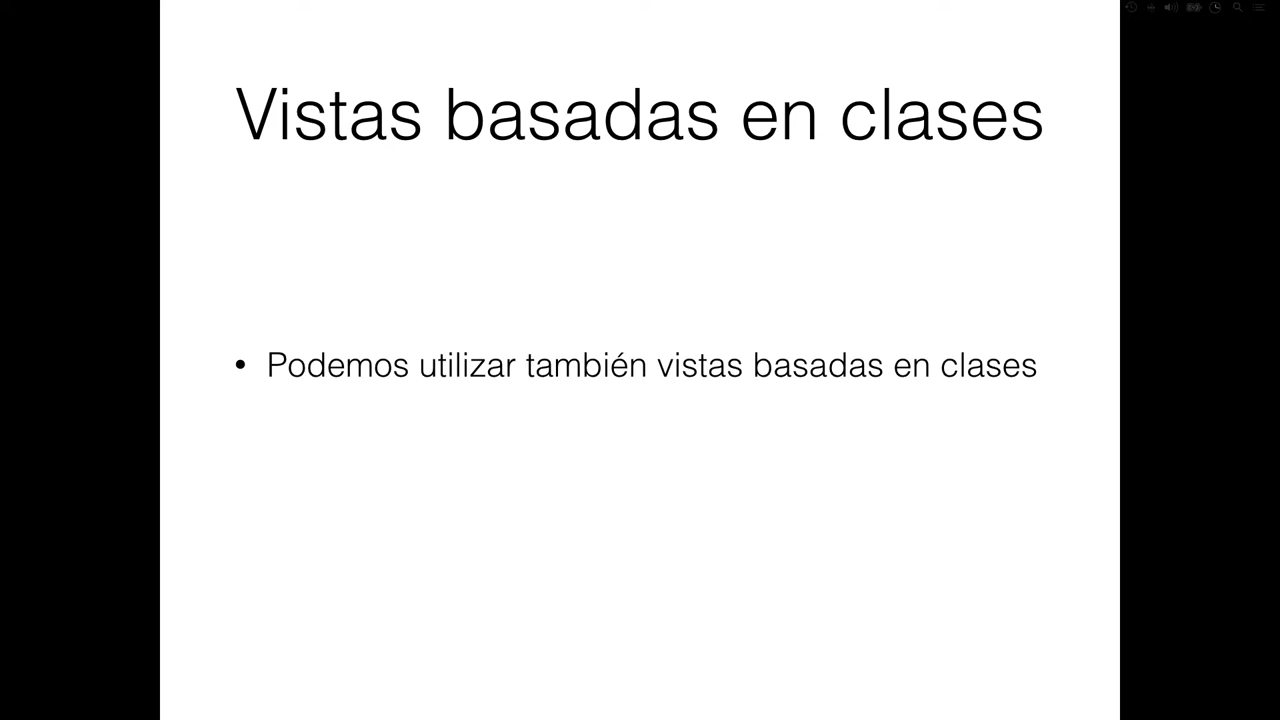 Vistas basadas en clases
• Podemos utilizar también vistas basadas en clases